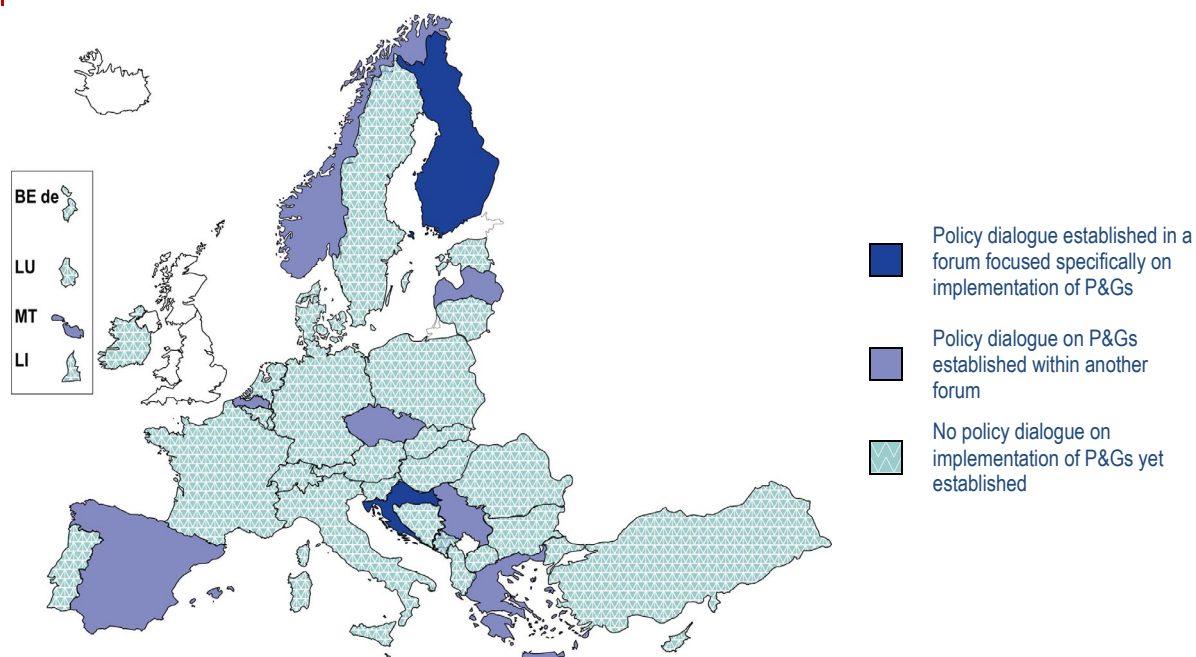 BE de
LU
MT
LI
Policy dialogue established in a
forum focused specifically on
implementation of P&Gs
Policy dialogue on P&Gs
established within another
forum
No policy dialogue on
implementation of P&Gs yet
established